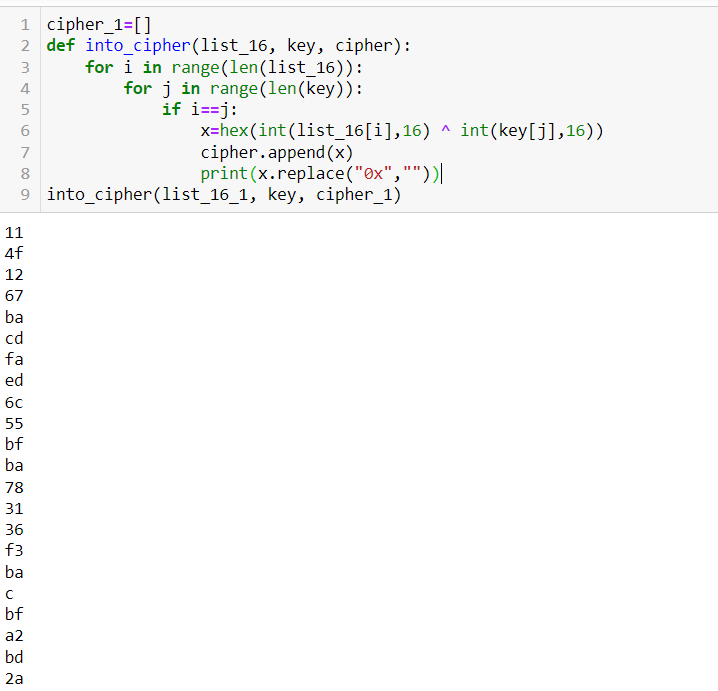 1 cipher_1=[]
2 def into_cipher(list_16, key, cipher):
3     for i in range(len(list_16)):
4         for j in range(len(key)):
5             if i==j:
6                 x=hex(int(list_16[i],16) ^ int(key[j],16))
7                 cipher.append(x)
8                 print(x.replace("0x",""))
9 into_cipher(list_16_1, key, cipher_1)
11
4f
12
67
ba
cd
fa
ed
6c
55
bf
ba
78
31
36
f3
ba
c
bf
a2
bd
2a